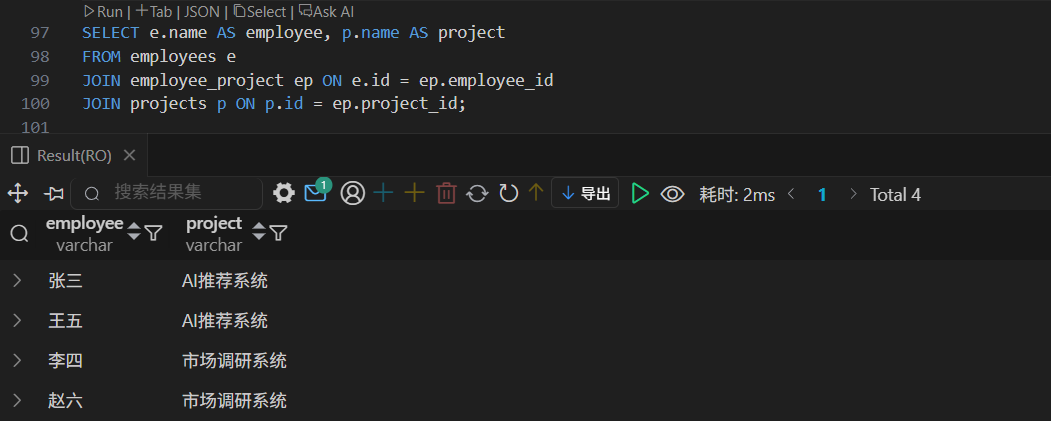 Run | Tab | JSON | Select | Ask AI
97 SELECT e.name AS employee, p.name AS project
98 FROM employees e
99 JOIN employee_project ep ON e.id = ep.employee_id
100 JOIN projects p ON p.id = ep.project_id;
101
Result(RO)
搜索结果集 1 导出 耗时: 2ms 1 Total 4
employee project
varchar varchar
张三 AI推荐系统
王五 AI推荐系统
李四 市场调研系统
赵六 市场调研系统